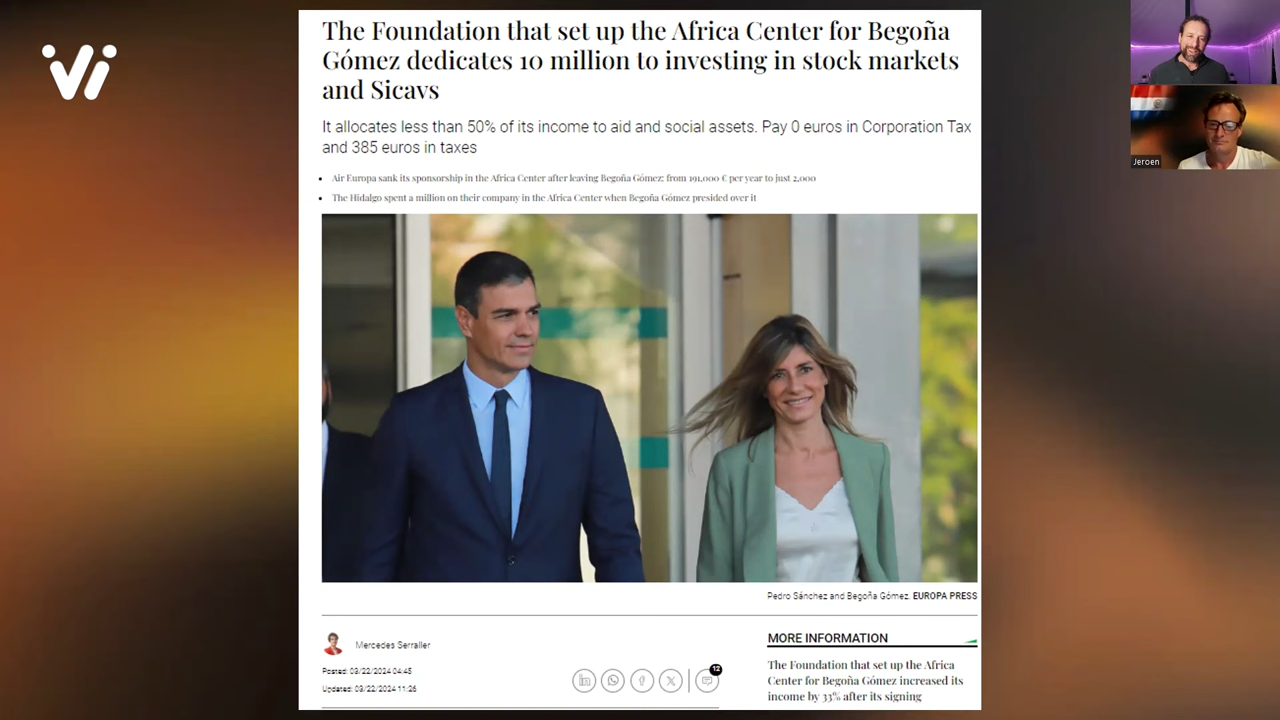 The Foundation that set up the Africa Center for Begoña
Gómez dedicates 10 million to investing in stock markets
and Sicavs
It allocates less than 50% of its income to aid and social assets. Pay 0 euros in Corporation Tax
and 385 euros in taxes
Air Europa sank its sponsorship in the Africa Center after leaving Begoña Gómez: from 191,000 € per year to just 2,000
The Hidalgo spent a million on their company in the Africa Center when Begoña Gómez presided over it
Pedro Sánchez and Begoña Gómez. EUROPA PRESS
Mercedes Serraller
Posted: 03/22/2024 04:45
Updated: 03/22/2024 11:26
12
MORE INFORMATION
The Foundation that set up the Africa
Center for Begoña Gómez increased its
income by 33% after its signing
Jeroen